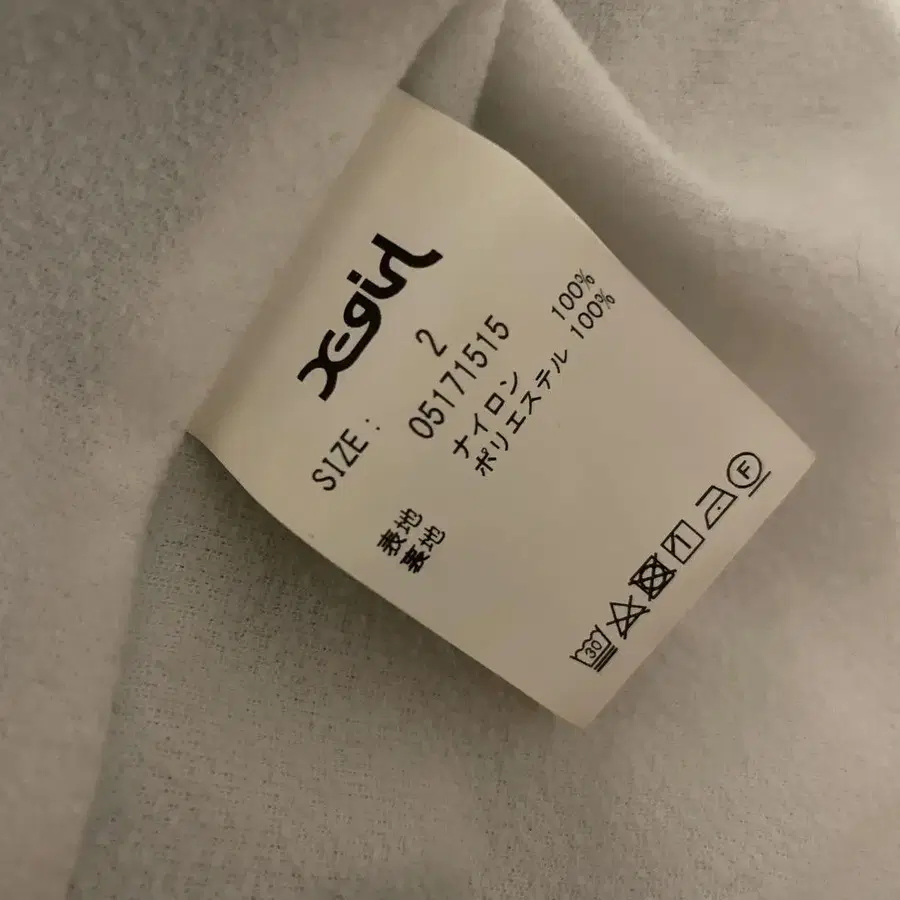 X-girl
SIZE: 2
05171515
表地 ナイロン 100%
裏地 ポリエステル 100%
30 F